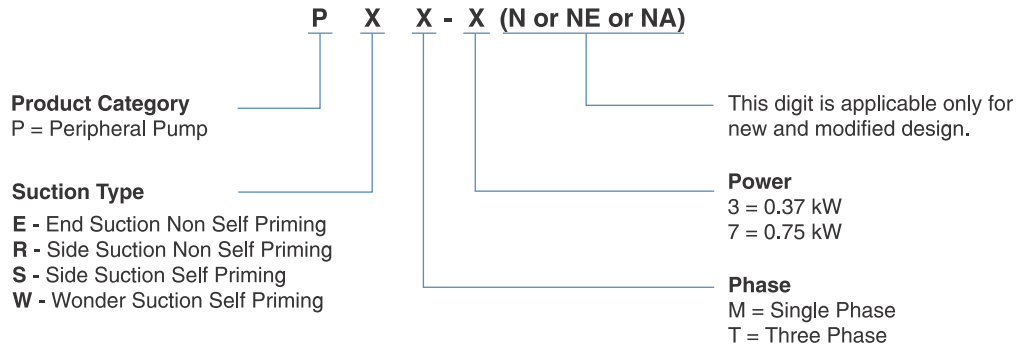 P X X - X (N or NE or NA)
Product Category
P = Peripheral Pump
Suction Type
E - End Suction Non Self Priming
R - Side Suction Non Self Priming
S - Side Suction Self Priming
W - Wonder Suction Self Priming
This digit is applicable only for
new and modified design.
Power
3 = 0.37 kW
7 = 0.75 kW
Phase
M = Single Phase
T = Three Phase